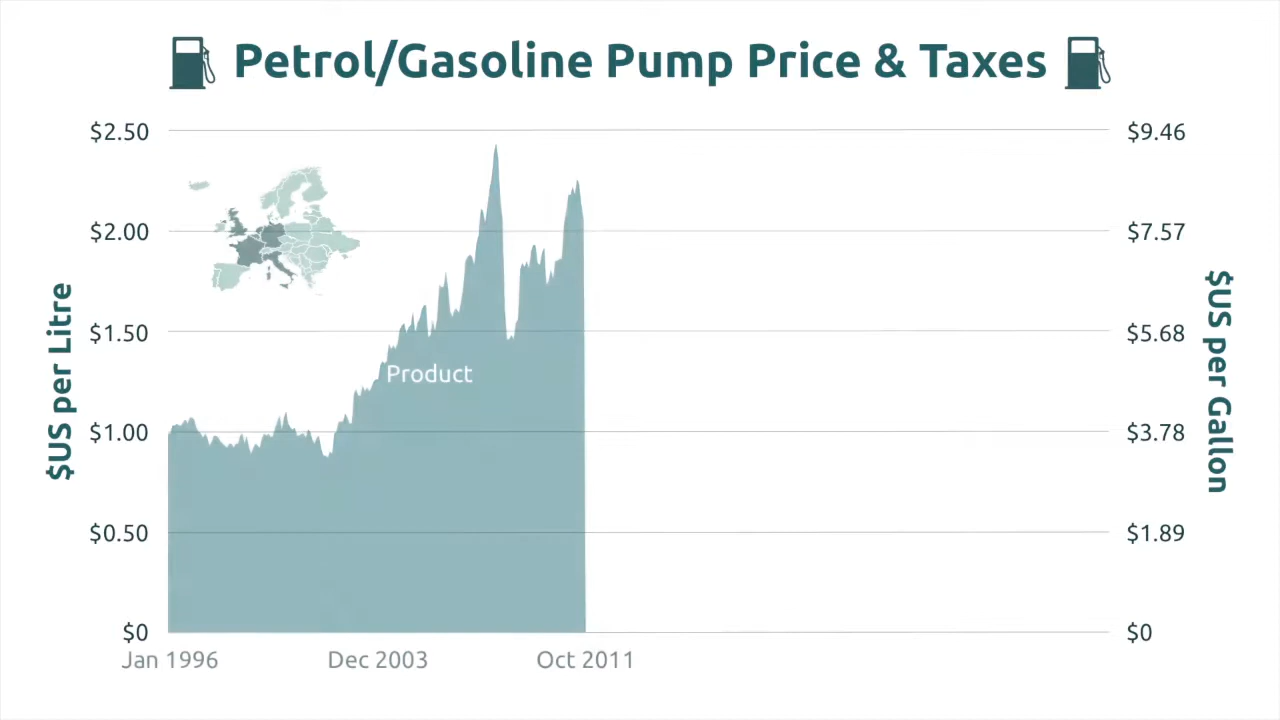 Petrol/Gasoline Pump Price & Taxes
$US per Litre
$2.50
$2.00
$1.50
$1.00
$0.50
$0
Product
$9.46
$7.57
$5.68
$3.78
$1.89
$0
$US per Gallon
Jan 1996 Dec 2003 Oct 2011